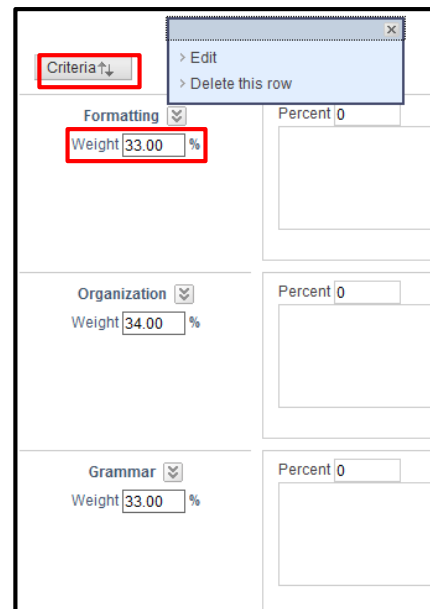 > Edit
Criteria
> Delete this row
Formatting
Percent 0
Weight 33.00 %
Organization
Percent 0
Weight 34.00 %
Grammar
Percent 0
Weight 33.00 %